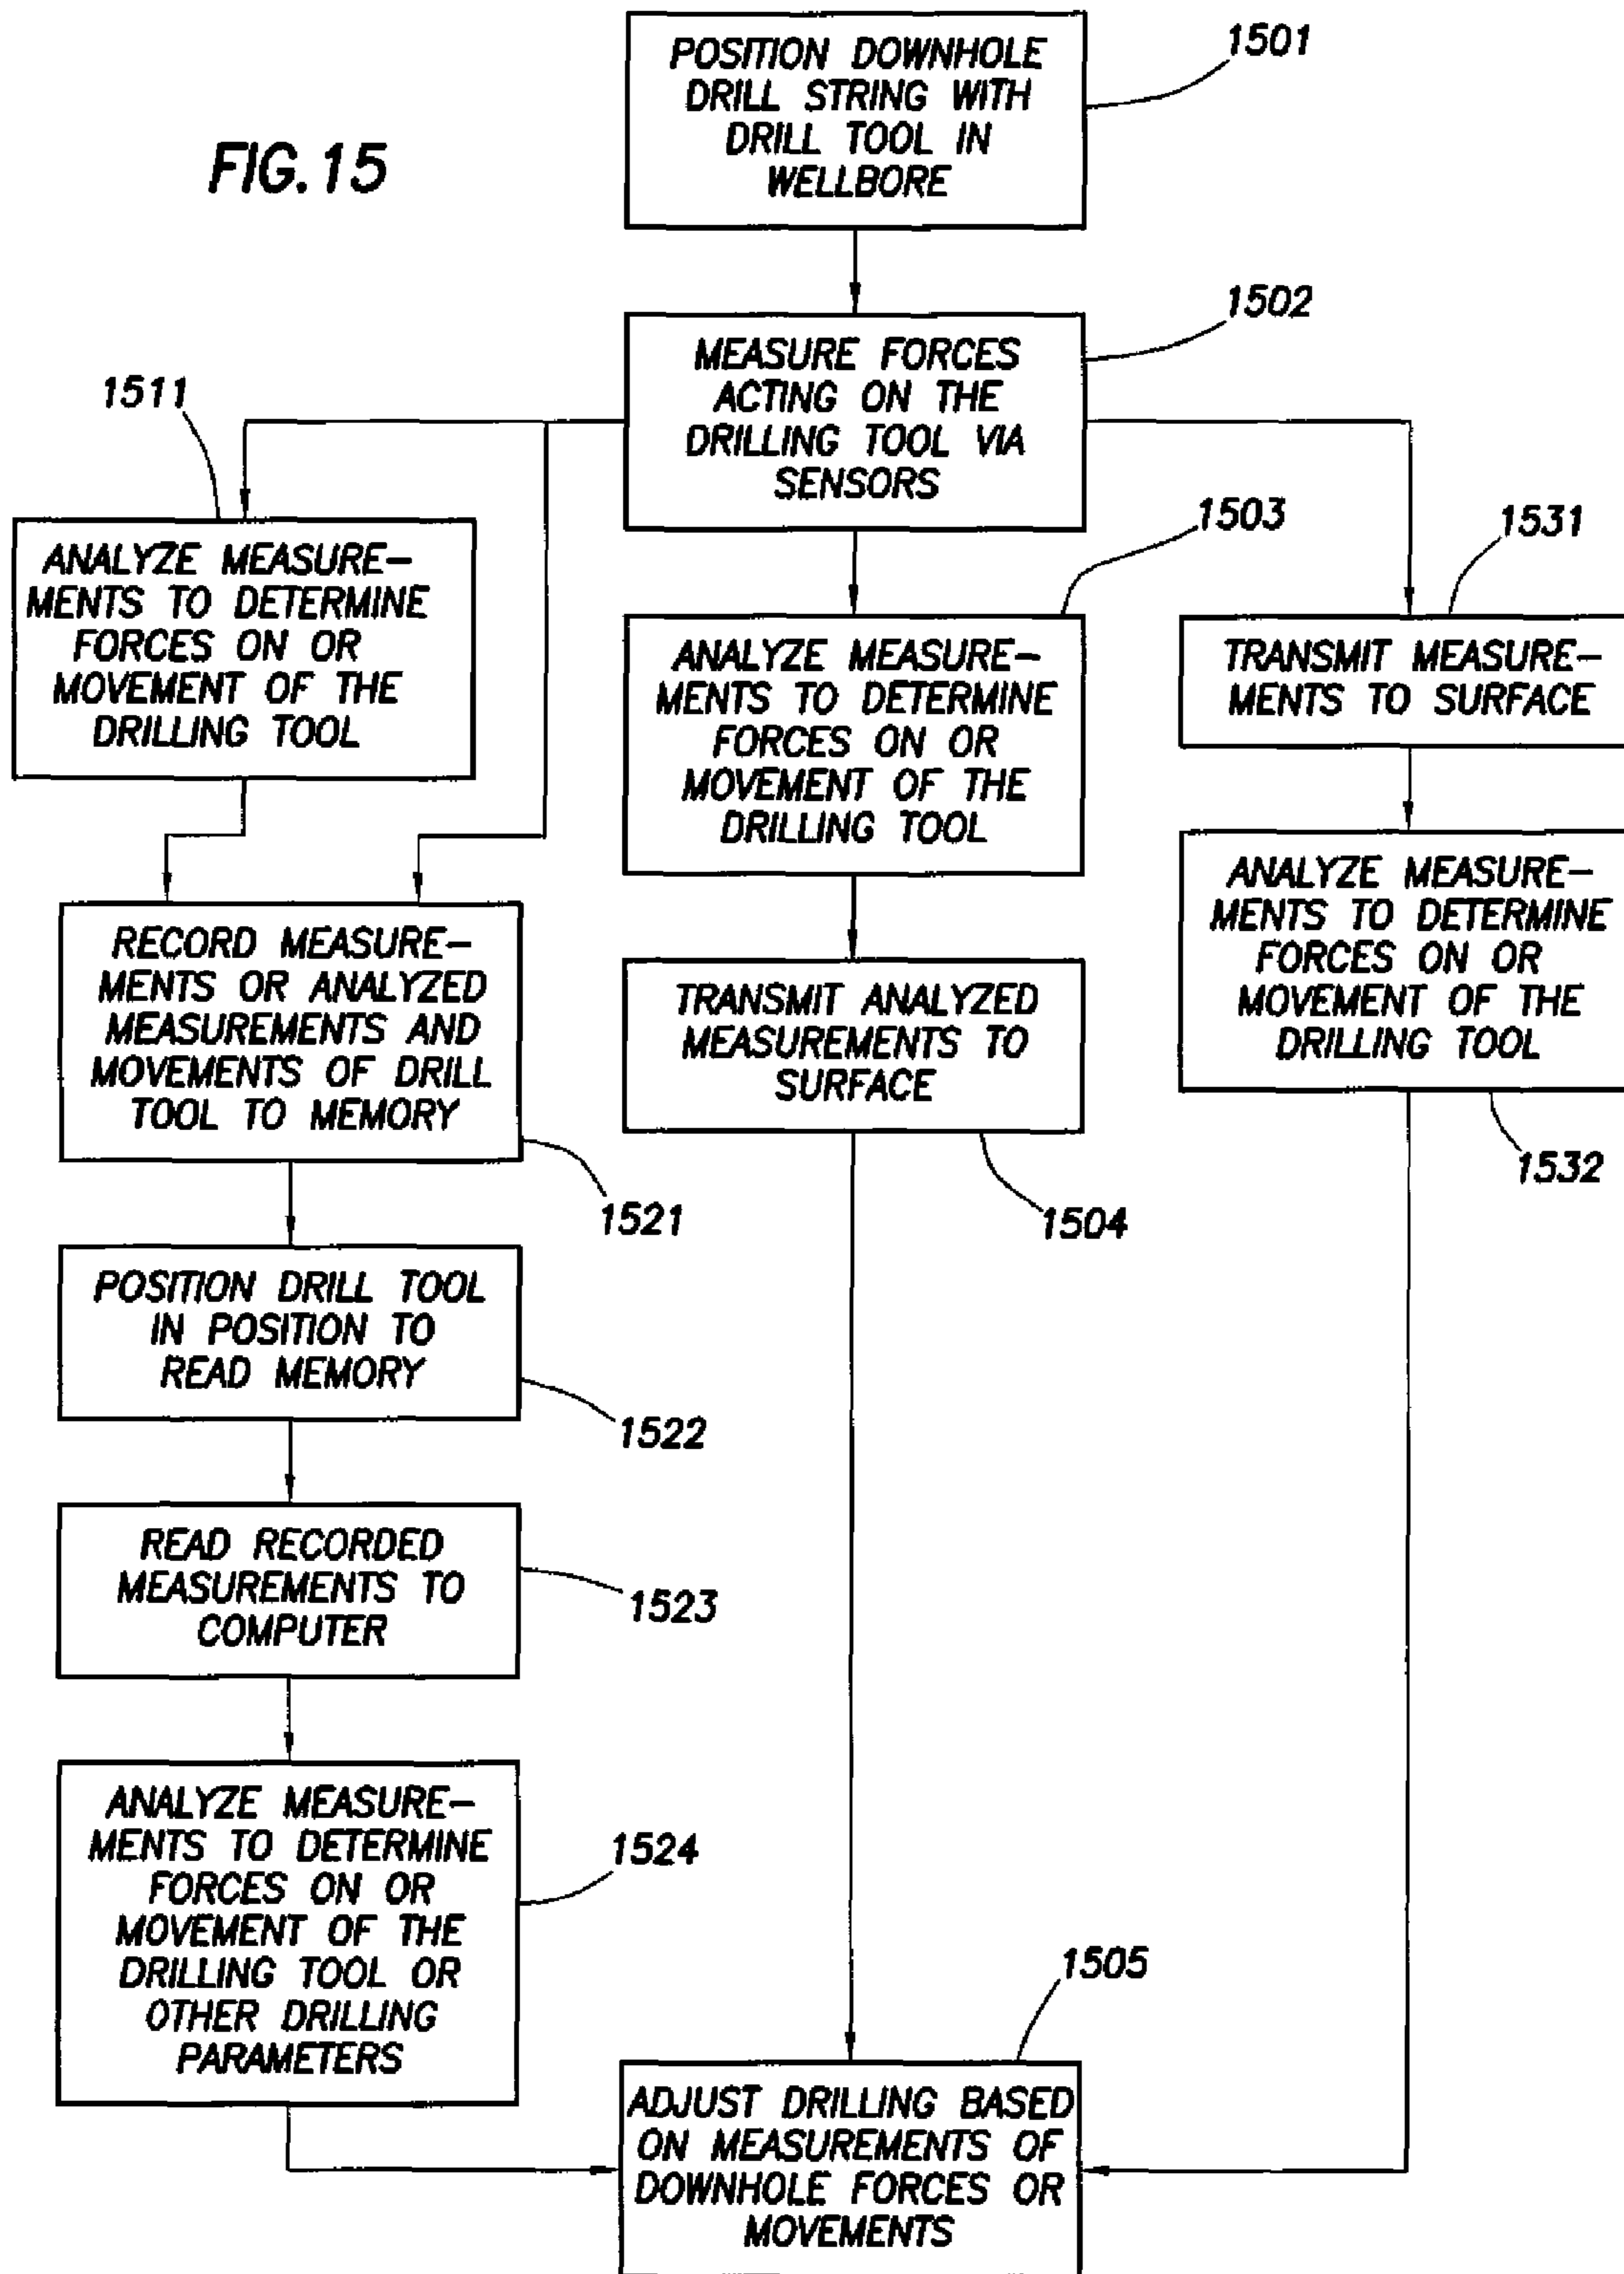 FIG. 15
POSITION DOWNHOLE
DRILL STRING WITH
DRILL TOOL IN
WELLBORE
1501
MEASURE FORCES
ACTING ON THE
DRILLING TOOL VIA
SENSORS
1502
1511
ANALYZE MEASURE-
MENTS TO DETERMINE
FORCES ON OR
MOVEMENT OF THE
DRILLING TOOL
1503
ANALYZE MEASURE-
MENTS TO DETERMINE
FORCES ON OR
MOVEMENT OF THE
DRILLING TOOL
1531
TRANSMIT MEASURE-
MENTS TO SURFACE
ANALYZE MEASURE-
MENTS TO DETERMINE
FORCES ON OR
MOVEMENT OF THE
DRILLING TOOL
1532
RECORD MEASURE-
MENTS OR ANALYZED
MEASUREMENTS AND
MOVEMENTS OF DRILL
TOOL TO MEMORY
1521
TRANSMIT ANALYZED
MEASUREMENTS TO
SURFACE
1504
POSITION DRILL TOOL
IN POSITION TO
READ MEMORY
1522
READ RECORDED
MEASUREMENTS TO
COMPUTER
1523
ANALYZE MEASURE-
MENTS TO DETERMINE
FORCES ON OR
MOVEMENT OF THE
DRILLING TOOL OR
OTHER DRILLING
PARAMETERS
1524
1505
ADJUST DRILLING BASED
ON MEASUREMENTS OF
DOWNHOLE FORCES OR
MOVEMENTS